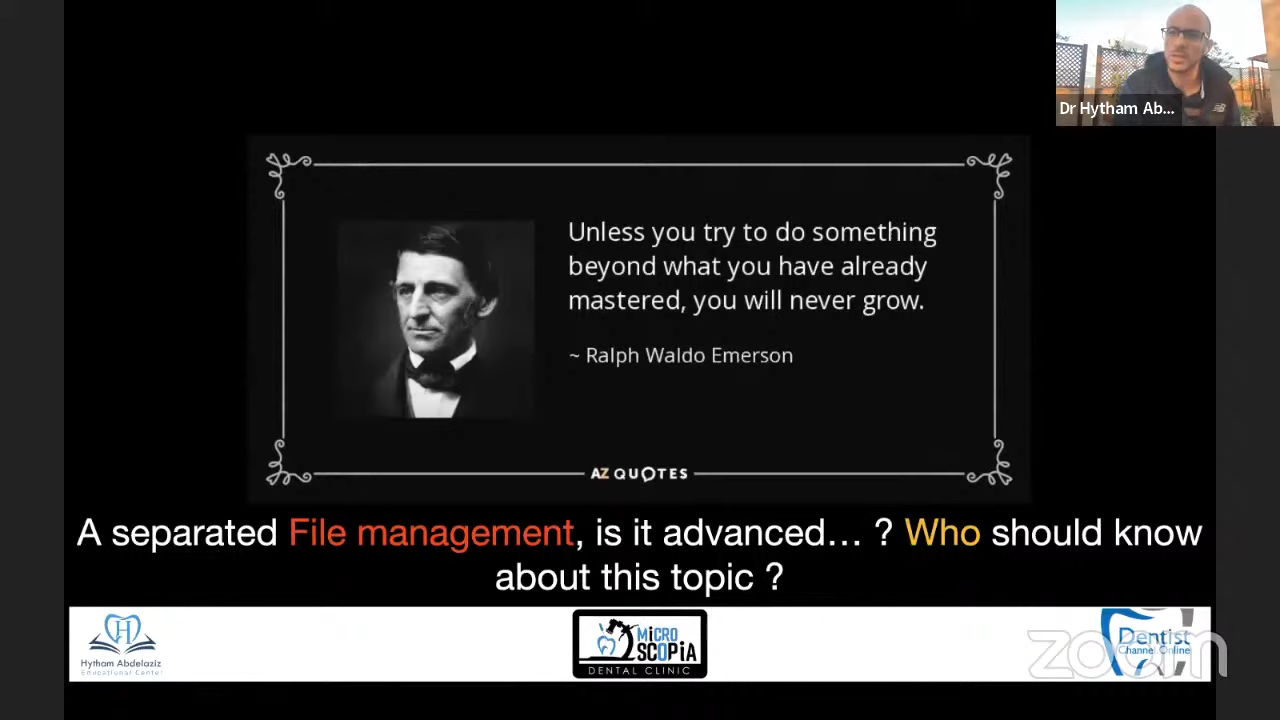 Dr Hytham Ab...
Unless you try to do something
beyond what you have already
mastered, you will never grow.
~ Ralph Waldo Emerson
AZ QUOTES
A separated File management, is it advanced... ? Who should know
about this topic ?
H
Hytham Abdelaziz
Educational Center
MICRO
SCOPIA
DENTAL CLINIC
Dentist
Channel Online
zoom